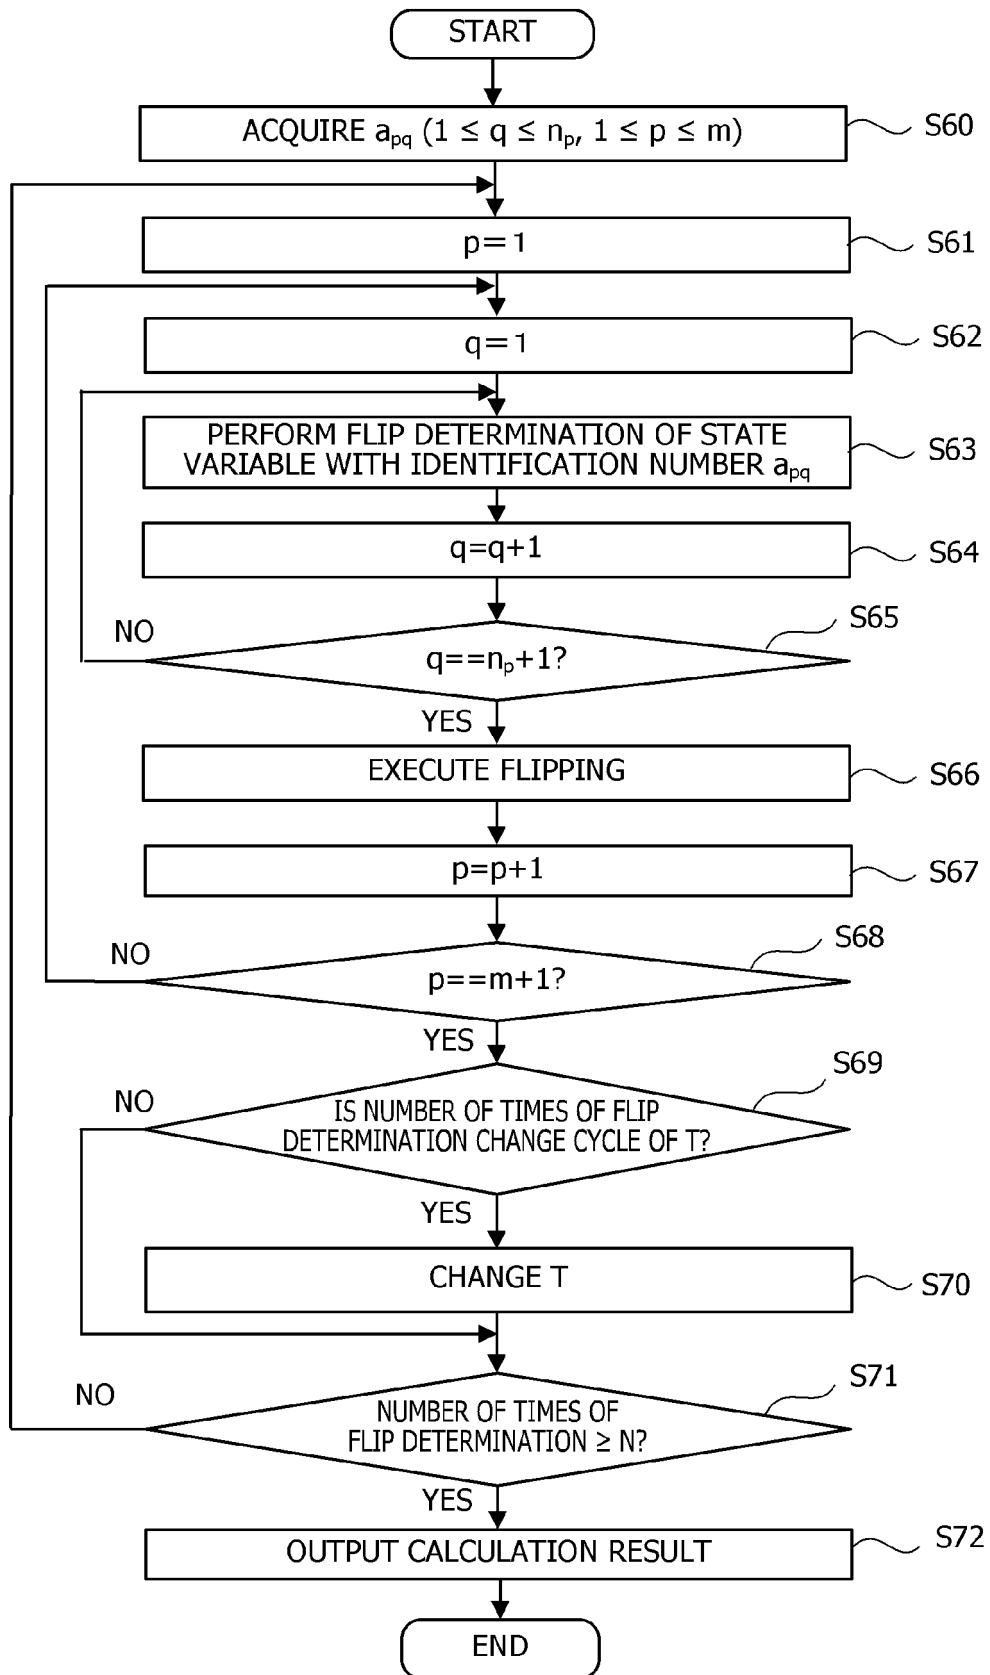 START
ACQUIRE apq (1 ≤ q ≤ np, 1 ≤ p ≤ m)
S60
p=1
S61
q=1
S62
PERFORM FLIP DETERMINATION OF STATE
VARIABLE WITH IDENTIFICATION NUMBER apq
S63
q=q+1
S64
NO
q==np+1?
S65
YES
EXECUTE FLIPPING
S66
p=p+1
S67
NO
p==m+1?
S68
YES
NO
IS NUMBER OF TIMES OF FLIP
DETERMINATION CHANGE CYCLE OF T?
S69
YES
CHANGE T
S70
NO
NUMBER OF TIMES OF
FLIP DETERMINATION ≥ N?
S71
YES
OUTPUT CALCULATION RESULT
S72
END